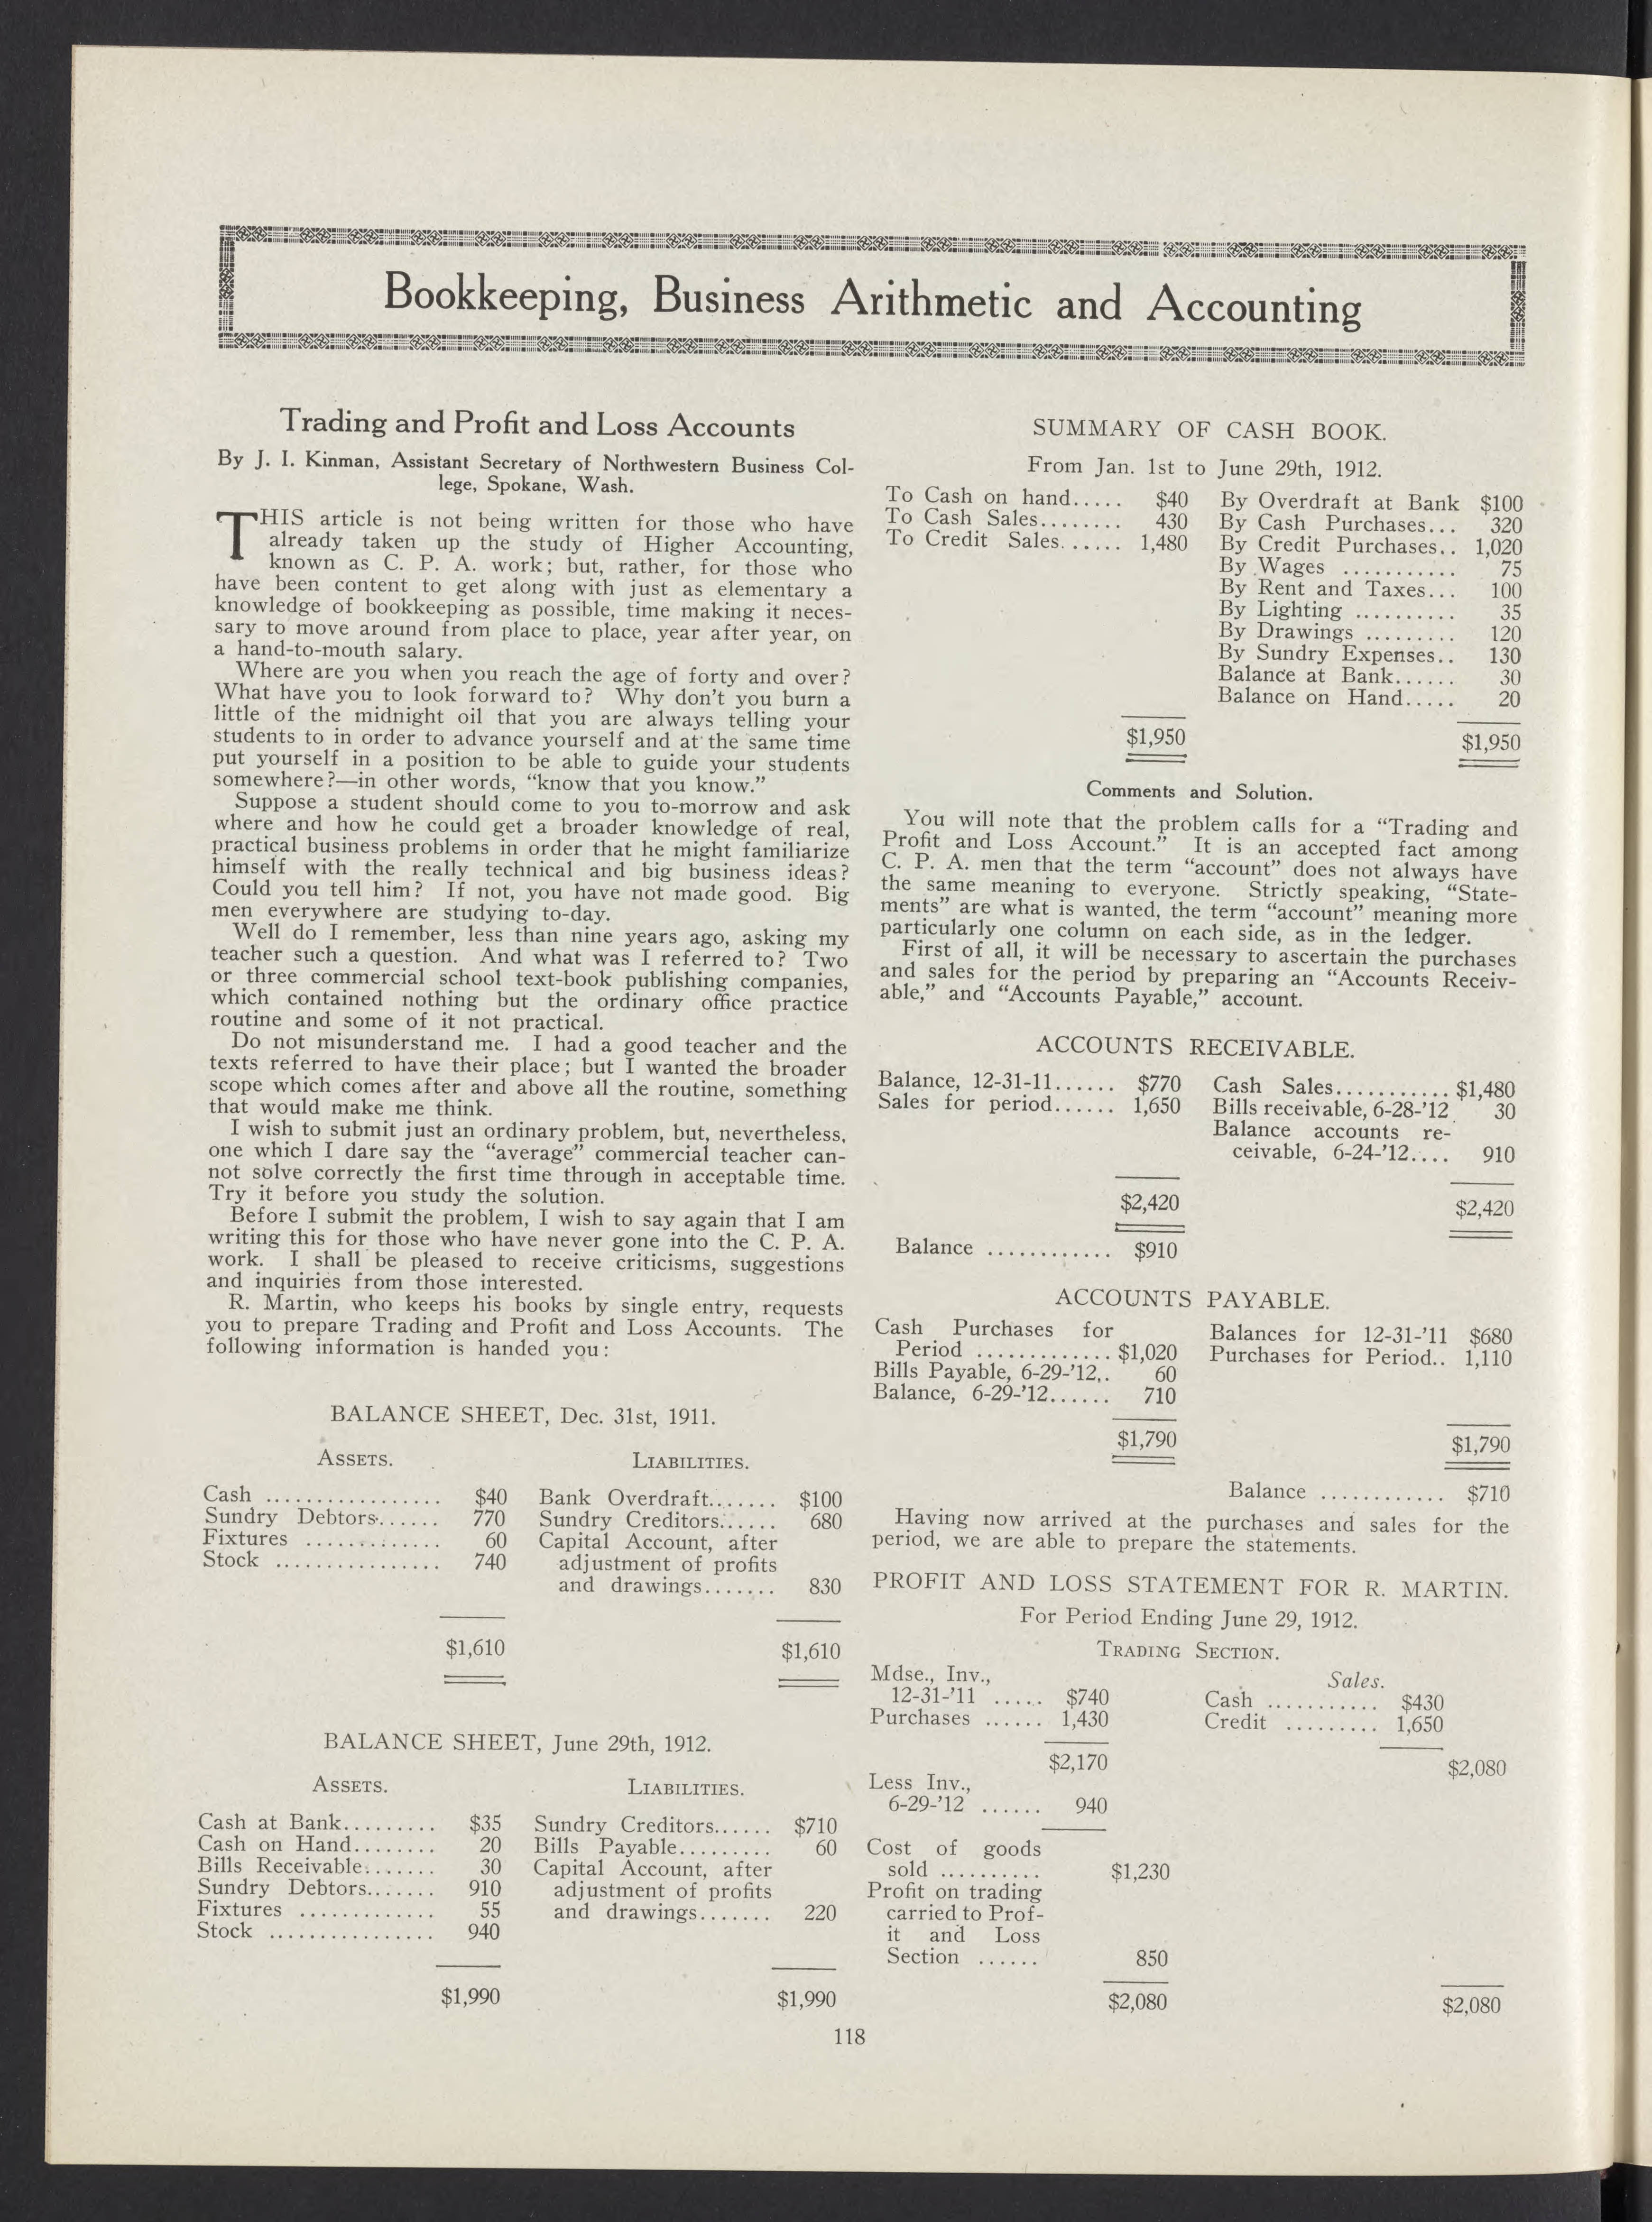 Bookkeeping, Business Arithmetic and Accounting
Trading and Profit and Loss Accounts
By J. I. Kinman, Assistant Secretary of Northwestern Business Col-
lege, Spokane, Wash.
THIS article is not being written for those who have
already taken up the study of Higher Accounting,
known as C. P. A. work; but, rather, for those who
have been content to get along with just as elementary a
knowledge of bookkeeping as possible, time making it neces-
sary to move around from place to place, year after year, on
a hand-to-mouth salary.
Where are you when you reach the age of forty and over?
What have you to look forward to? Why don't you burn a
little of the midnight oil that you are always telling your
students to in order to advance yourself and at the same time
put yourself in a position to be able to guide your students
somewhere?—in other words, "know that you know."
Suppose a student should come to you to-morrow and ask
where and how he could get a broader knowledge of real,
practical business problems in order that he might familiarize
himself with the really technical and big business ideas?
Could you tell him? If not, you have not made good. Big
men everywhere are studying to-day.
Well do I remember, less than nine years ago, asking my
teacher such a question. And what was I referred to? Two
or three commercial school text-book publishing companies,
which contained nothing but the ordinary office practice
routine and some of it not practical.
Do not misunderstand me. I had a good teacher and the
texts referred to have their place; but I wanted the broader
scope which comes after and above all the routine, something
that would make me think.
I wish to submit just an ordinary problem, but, nevertheless,
one which I dare say the "average" commercial teacher can-
not solve correctly the first time through in acceptable time.
Try it before you study the solution.
Before I submit the problem, I wish to say again that I am
writing this for those who have never gone into the C. P. A.
work. I shall be pleased to receive criticisms, suggestions
and inquiries from those interested.
R. Martin, who keeps his books by single entry, requests
you to prepare Trading and Profit and Loss Accounts. The
following information is handed you:
BALANCE SHEET, Dec. 31st, 1911.
ASSETS. LIABILITIES.
Cash ................. $40 Bank Overdraft....... $100
Sundry Debtors...... 770 Sundry Creditors...... 680
Fixtures ............. 60 Capital Account, after
Stock ................ 740 adjustment of profits
and drawings....... 830
$1,610 $1,610
BALANCE SHEET, June 29th, 1912.
ASSETS. LIABILITIES.
Cash at Bank......... $35 Sundry Creditors...... $710
Cash on Hand........ 20 Bills Payable......... 60
Bills Receivable....... 30 Capital Account, after
Sundry Debtors....... 910 adjustment of profits
Fixtures ............. 55 and drawings....... 220
Stock ................ 940
$1,990 $1,990
SUMMARY OF CASH BOOK.
From Jan. 1st to June 29th, 1912.
To Cash on hand..... $40 By Overdraft at Bank $100
To Cash Sales........ 430 By Cash Purchases... 320
To Credit Sales...... 1,480 By Credit Purchases.. 1,020
By Wages ........... 75
By Rent and Taxes... 100
By Lighting .......... 35
By Drawings ......... 120
By Sundry Expenses.. 130
Balance at Bank...... 30
Balance on Hand..... 20
$1,950 $1,950
Comments and Solution.
You will note that the problem calls for a "Trading and
Profit and Loss Account." It is an accepted fact among
C. P. A. men that the term "account" does not always have
the same meaning to everyone. Strictly speaking, "State-
ments" are what is wanted, the term "account" meaning more
particularly one column on each side, as in the ledger.
First of all, it will be necessary to ascertain the purchases
and sales for the period by preparing an "Accounts Receiv-
able," and "Accounts Payable," account.
ACCOUNTS RECEIVABLE.
Balance, 12-31-11...... $770 Cash Sales........... $1,480
Sales for period...... 1,650 Bills receivable, 6-28-'12 30
Balance accounts re-
ceivable, 6-24-'12.... 910
$2,420 $2,420
Balance ............ $910
ACCOUNTS PAYABLE.
Cash Purchases for Balances for 12-31-'11 $680
Period ............. $1,020 Purchases for Period.. 1,110
Bills Payable, 6-29-'12,. 60
Balance, 6-29-'12...... 710
$1,790 $1,790
Balance ............ $710
Having now arrived at the purchases and sales for the
period, we are able to prepare the statements.
PROFIT AND LOSS STATEMENT FOR R. MARTIN.
For Period Ending June 29, 1912.
TRADING SECTION.
Mdse., Inv., Sales.
12-31-'11 ..... $740 Cash ........... $430
Purchases ...... 1,430 Credit ......... 1,650
$2,170 $2,080
Less Inv.,
6-29-'12 ...... 940
Cost of goods
sold .......... $1,230
Profit on trading
carried to Prof-
it and Loss
Section ...... 850
$2,080 $2,080
118